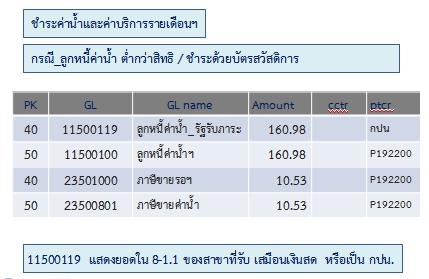 ชำระค่าน้ำและค่าบริการรายเดือนฯ
กรณี_ลูกหนี้ค่าน้ำ ต่ำกว่าสิทธิ / ชำระด้วยบัตรสวัสดิการ
PK GL GL name Amount cctr ptcr
40 11500119 ลูกหนี้ค่าน้ำ_รัฐรับภาระ 160.98 กปน
50 11500100 ลูกหนี้ค่าน้ำฯ 160.98 P192200
40 23501000 ภาษีขายรอฯ 10.53 P192200
50 23500801 ภาษีขายค่าน้ำ 10.53 P192200
11500119 แสดงยอดใน 8-1.1 ของสาขาที่รับ เสมือนเงินสด หรือเป็น กปน.